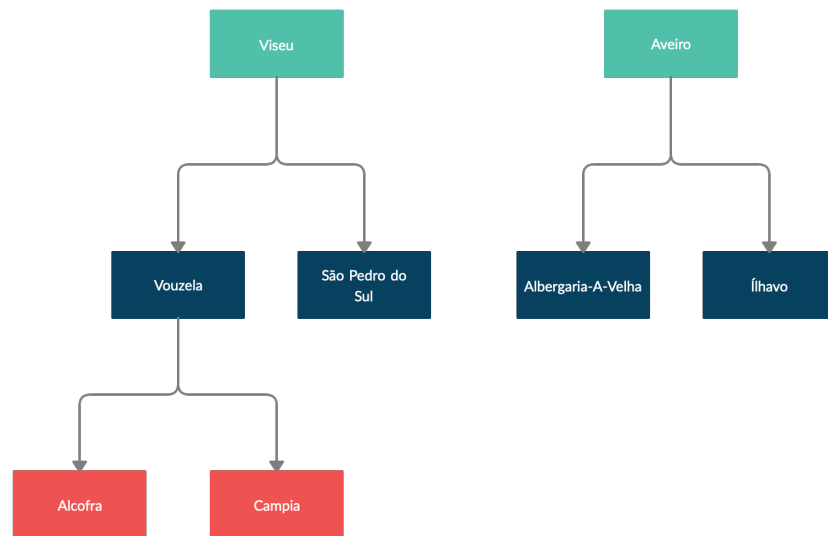 Viseu
Aveiro
Vouzela
São Pedro do
Sul
Albergaria-A-Velha
Ílhavo
Alcofra
Campia